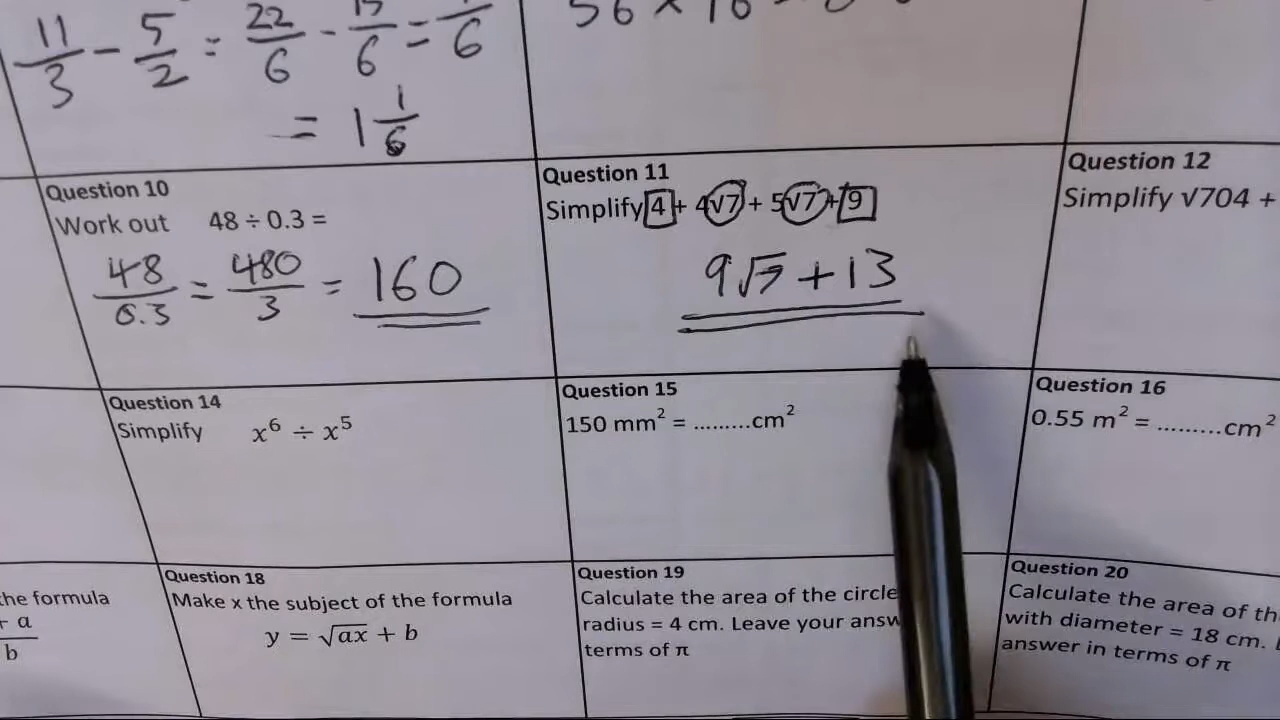 11/3 - 5/2 = 22/6 - 15/6 = /6
= 1 1/6
56 × 10
Question 10
Work out 48 ÷ 0.3 =
48/0.3 = 480/3 = 160
Question 11
Simplify 4 + 4√7 + 5√7 + 9
9√7 + 13
Question 12
Simplify √704 +
Question 14
Simplify x⁶ ÷ x⁵
Question 15
150 mm² = .........cm²
Question 16
0.55 m² = .........cm²
the formula
+ a
b
Question 18
Make x the subject of the formula
y = √ax + b
Question 19
Calculate the area of the circle
radius = 4 cm. Leave your answ
terms of π
Question 20
Calculate the area of th
with diameter = 18 cm.
answer in terms of π